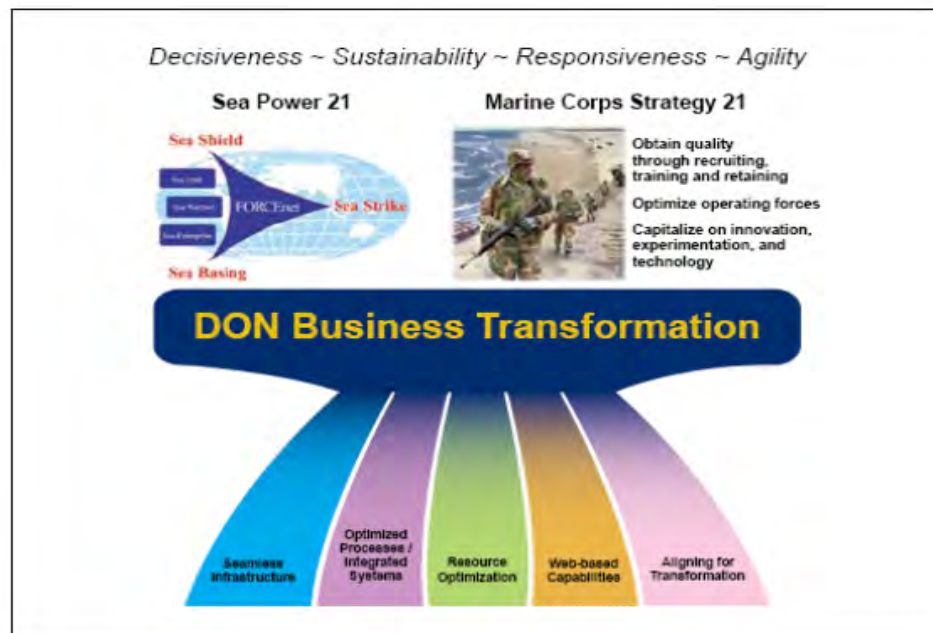 Decisiveness ~ Sustainability ~ Responsiveness ~ Agility
Sea Power 21
Marine Corps Strategy 21
Sea Shield
FORCEnet
Sea Strike
Sea Basing
Obtain quality
through recruiting,
training and retaining
Optimize operating forces
Capitalize on innovation,
experimentation, and
technology
DON Business Transformation
Seamless
Infrastructure
Optimized
Processes /
Integrated
Systems
Resource
Optimization
Web-based
Capabilities
Aligning for
Transformation